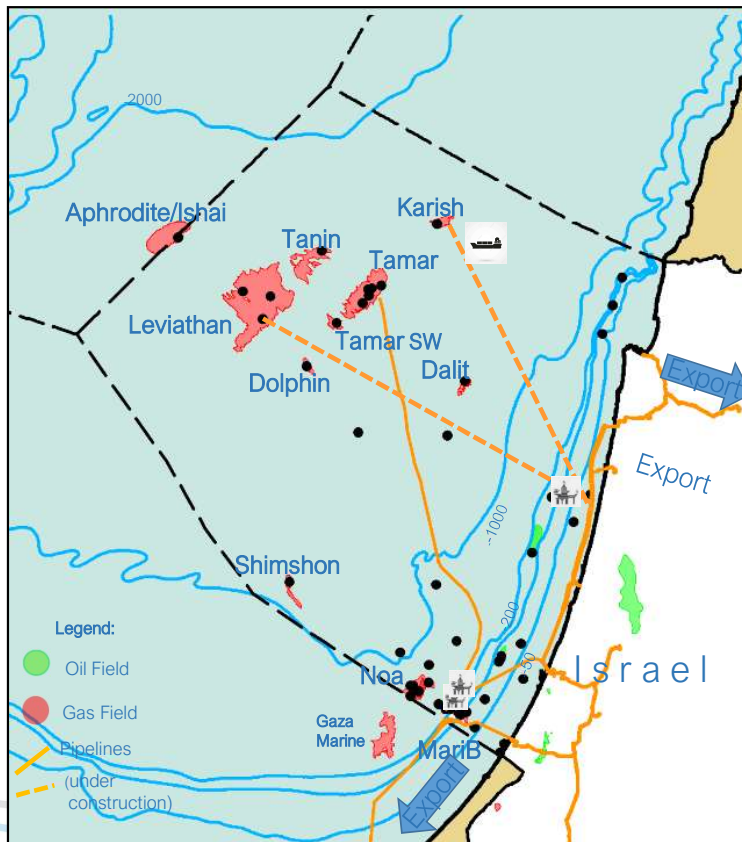 2000
Aphrodite/Ishai
Karish
Tanin
Tamar
Leviathan
Tamar SW
Dolphin
Dalit
Export
Export
--1000
Shimshon
-200
-50
Legend:
Oil Field
Gas Field
Pipelines
(under
construction)
Noa
Israel
Gaza
Marine
MariB
Export